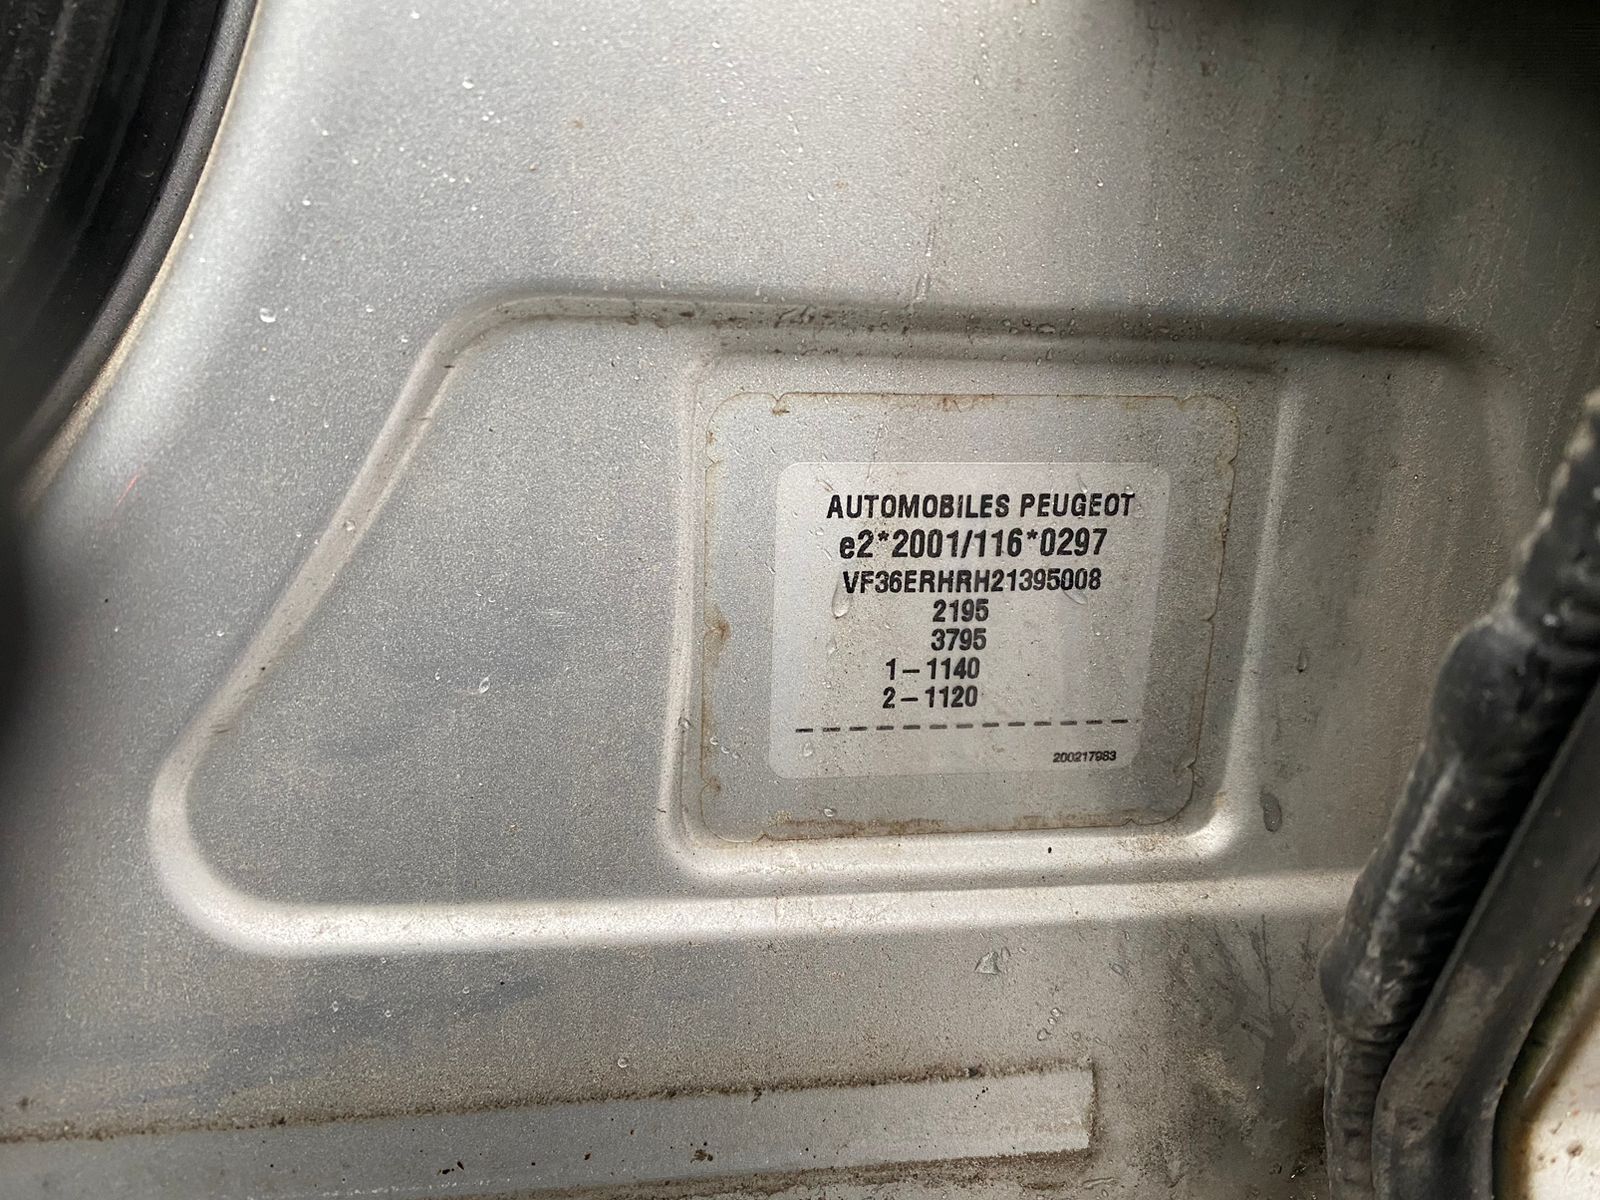 AUTOMOBILES PEUGEOT
e2*2001/116*0297
VF36ERHRH21395008
2195
3795
1-1140
2-1120
200217983